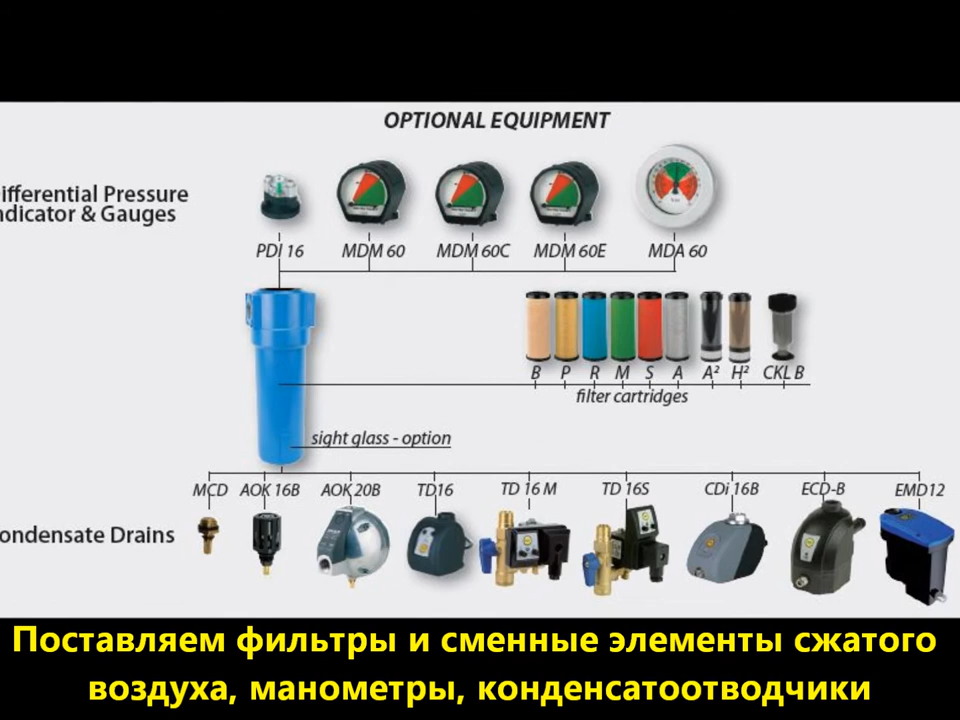 OPTIONAL EQUIPMENT
ifferential Pressure
ndicator & Gauges
PDI 16 MDM 60 MDM 60C MDM 60E MDA 60
B P R M S A A² H² CKL B
filter cartridges
sight glass - option
MCD AOK 16B AOK 20B TD16 TD 16 M TD 16S CDi 16B ECD-B EMD12
ondensate Drains
Поставляем фильтры и сменные элементы сжатого
воздуха, манометры, конденсатоотводчики